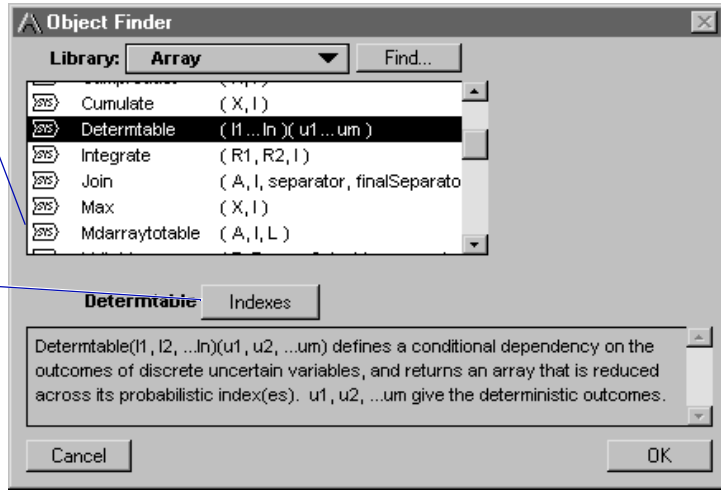 Object Finder
Library: Array Find...
Cumulate ( X, I )
Determtable ( I1 ... In )( u1 ... um )
Integrate ( R1, R2, I )
Join ( A, I, separator, finalSeparato
Max ( X, I )
Mdarraytotable ( A, I, L )
Determtable Indexes
Determtable(I1, I2, ...In)(u1, u2, ...um) defines a conditional dependency on the
outcomes of discrete uncertain variables, and returns an array that is reduced
across its probabilistic index(es).  u1, u2, ...um give the deterministic outcomes.
Cancel OK